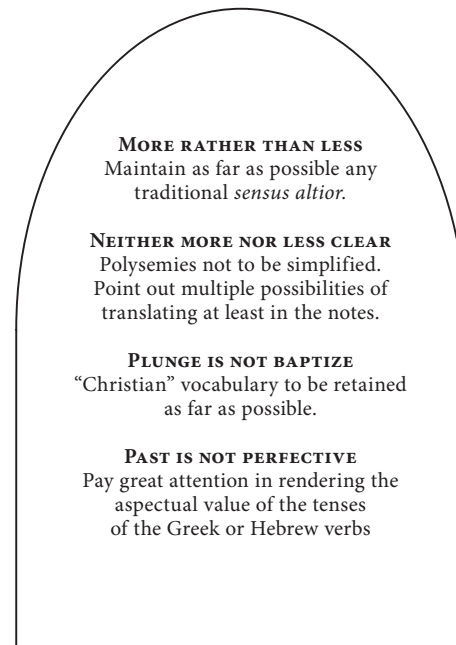 More rather than less
Maintain as far as possible any
traditional sensus altior.
Neither more nor less clear
Polysemies not to be simplified.
Point out multiple possibilities of
translating at least in the notes.
Plunge is not baptize
“Christian” vocabulary to be retained
as far as possible.
Past is not perfective
Pay great attention in rendering the
aspectual value of the tenses
of the Greek or Hebrew verbs